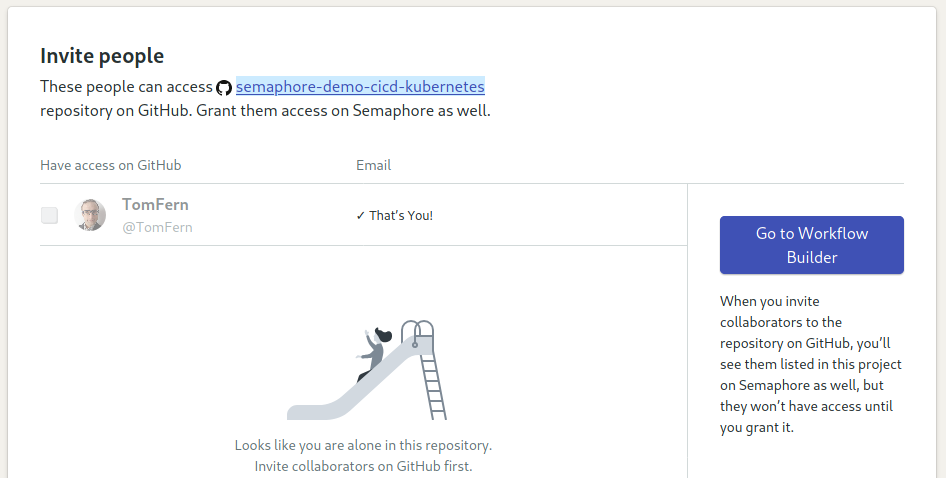 Invite people
These people can access semaphore-demo-cicd-kubernetes
repository on GitHub. Grant them access on Semaphore as well.
Have access on GitHub
Email
TomFern
@TomFern
✓ That’s You!
Go to Workflow
Builder
When you invite
collaborators to the
repository on GitHub, you’ll
see them listed in this project
on Semaphore as well, but
they won’t have access until
you grant it.
Looks like you are alone in this repository.
Invite collaborators on GitHub first.